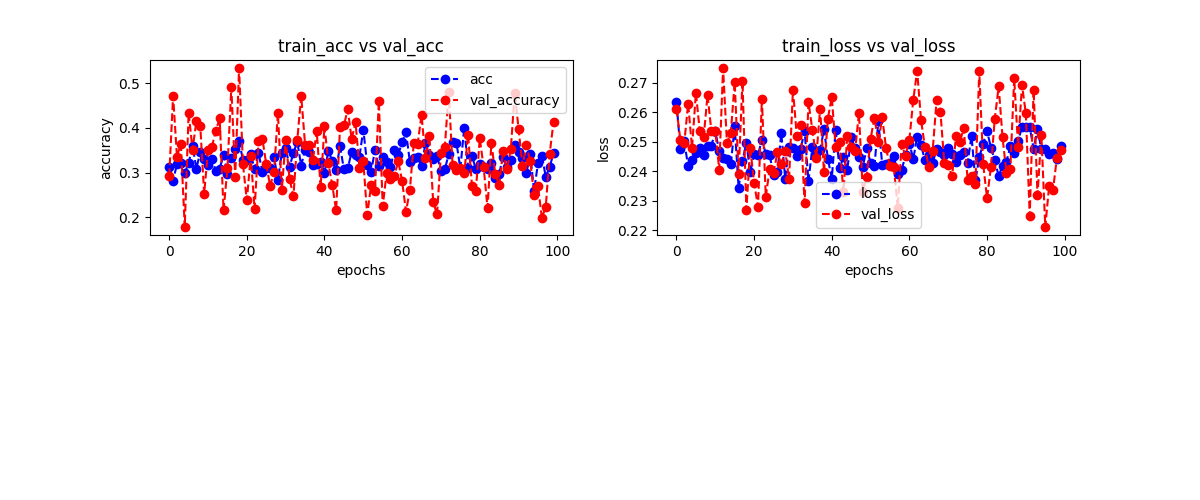 train_acc vs val_acc
accuracy
0.5
0.4
0.3
0.2
acc
val_accuracy
0 20 40 60 80 100
epochs
train_loss vs val_loss
loss
0.27
0.26
0.25
0.24
0.23
0.22
loss
val_loss
0 20 40 60 80 100
epochs